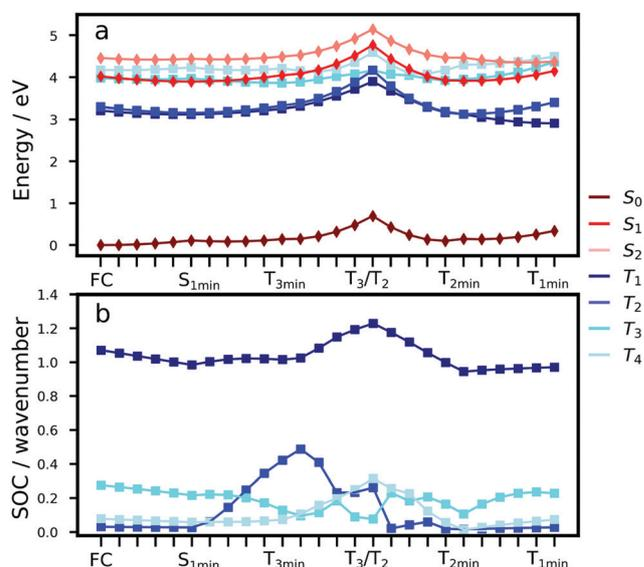 a
Energy / eV
5
4
3
2
1
0
FC S1min T3min T3/T2 T2min T1min
b
SOC / wavenumber
1.4
1.2
1.0
0.8
0.6
0.4
0.2
0.0
FC S1min T3min T3/T2 T2min T1min
S0
S1
S2
T1
T2
T3
T4